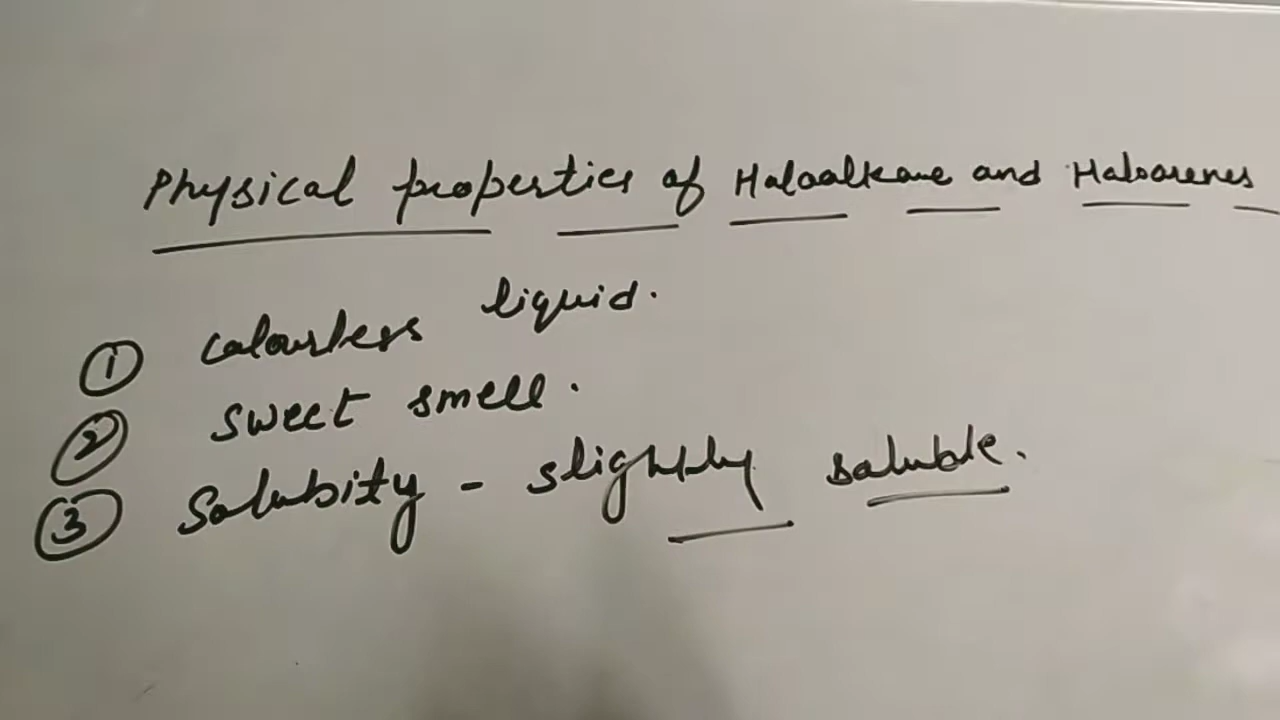 Physical properties of Haloalkane and Haloarenes
① colourless liquid.
② sweet smell.
③ Solubity - slightly soluble.